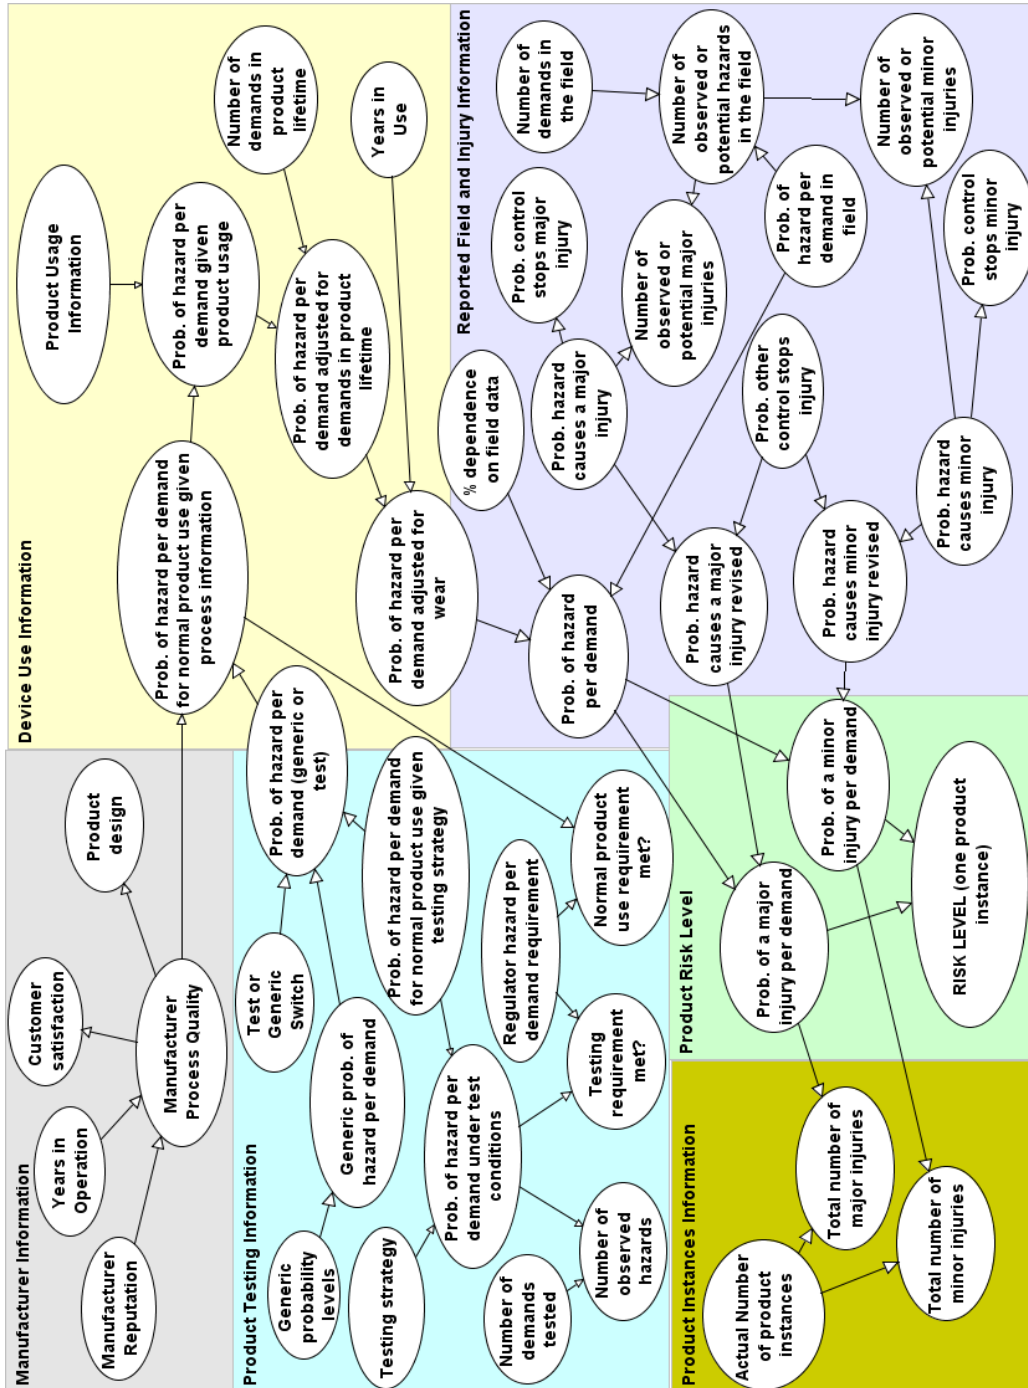 Manufacturer Information
Manufacturer
Reputation
Years in
Operation
Customer
satisfaction
Manufacturer
Process Quality
Product
design
Device Use Information
Prob. of hazard per demand
for normal product use given
process information
Product Usage
Information
Prob. of hazard per
demand given
product usage
Number of
demands in
product
lifetime
Prob. of hazard per
demand adjusted for
demands in product
lifetime
Years in
Use
Prob. of hazard per
demand adjusted for
wear
Product Testing Information
Generic
probability
levels
Generic prob. of
hazard per demand
Test or
Generic
Switch
Prob. of hazard per
demand (generic or
test)
Testing strategy
Prob. of hazard per demand
for normal product use given
testing strategy
Prob. of hazard per
demand under test
conditions
Number of
demands
tested
Number of
observed
hazards
Regulator hazard per
demand requirement
Testing
requirement
met?
Normal product
use requirement
met?
Reported Field and Injury Information
% dependence
on field data
Prob. of hazard
per demand
Prob. control
stops major
injury
Prob. hazard
causes a major
injury
Number of
demands in
the field
Number of
observed or
potential hazards
in the field
Number of
observed or
potential major
injuries
Prob. of
hazard per
demand in
field
Prob. hazard
causes a major
injury revised
Prob. other
control stops
injury
Prob. hazard
causes minor
injury revised
Number of
observed or
potential minor
injuries
Prob. control
stops minor
injury
Prob. hazard
causes minor
injury
Product Risk Level
Prob. of a major
injury per demand
Prob. of a minor
injury per demand
RISK LEVEL (one product
instance)
Product Instances Information
Actual Number
of product
instances
Total number of
major injuries
Total number of
minor injuries